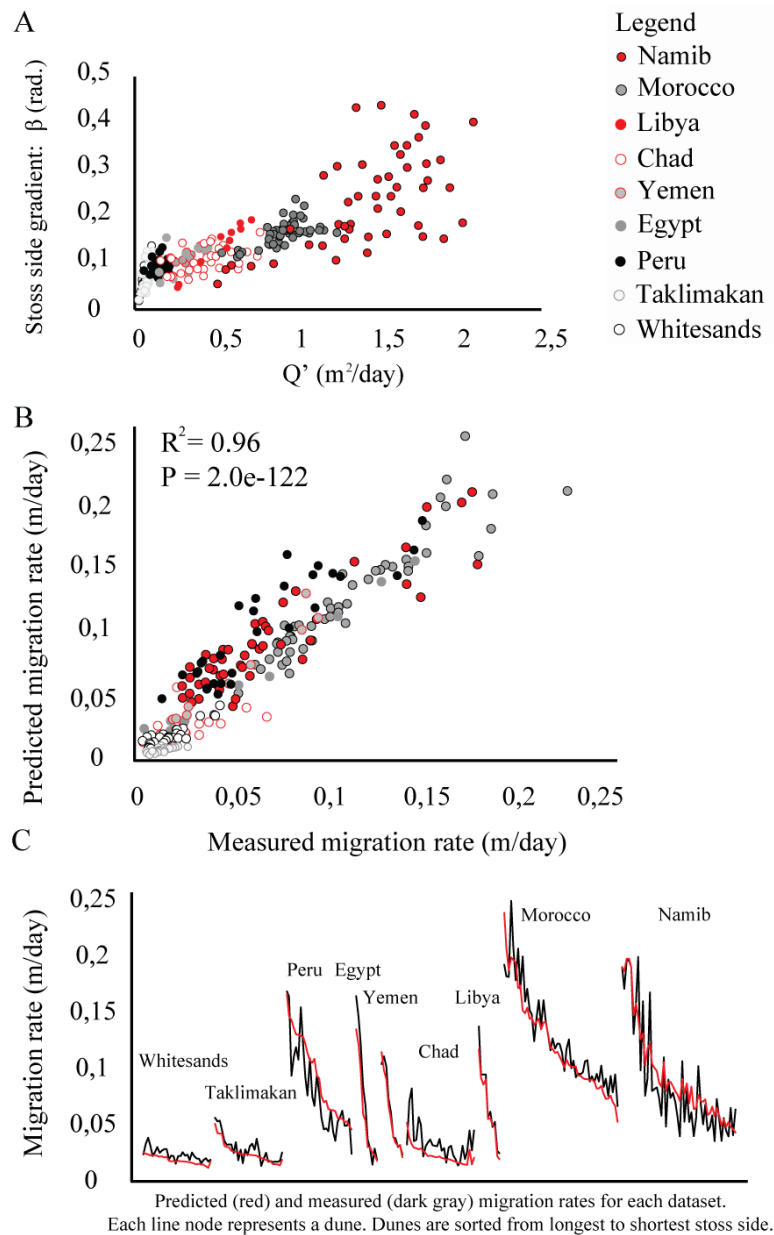 A
Legend
Namib
Morocco
Libya
Chad
Yemen
Egypt
Peru
Taklimakan
Whitesands
Stoss side gradient: β (rad.)
0,5
0,4
0,3
0,2
0,1
0
0 0,5 1 1,5 2 2,5
Q’ (m²/day)
B
R² = 0.96
P = 2.0e-122
Predicted migration rate (m/day)
0,25
0,2
0,15
0,1
0,05
0
0 0,05 0,1 0,15 0,2 0,25
Measured migration rate (m/day)
C
Migration rate (m/day)
0,25
0,2
0,15
0,1
0,05
0
Whitesands
Taklimakan
Peru
Egypt
Yemen
Chad
Libya
Morocco
Namib
Predicted (red) and measured (dark gray) migration rates for each dataset.
Each line node represents a dune. Dunes are sorted from longest to shortest stoss side.